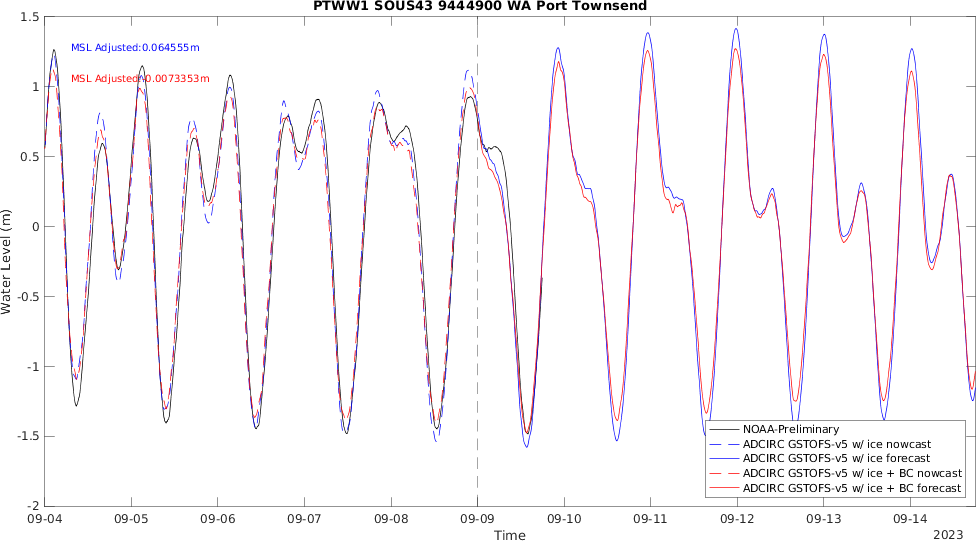 PTWW1 SOUS43 9444900 WA Port Townsend
MSL Adjusted:0.064555m
MSL Adjusted:-0.0073353m
Water Level (m)
1.5
1
0.5
0
-0.5
-1
-1.5
-2
NOAA-Preliminary
ADCIRC GSTOFS-v5 w/ ice nowcast
ADCIRC GSTOFS-v5 w/ ice forecast
ADCIRC GSTOFS-v5 w/ ice + BC nowcast
ADCIRC GSTOFS-v5 w/ ice + BC forecast
09-04 09-05 09-06 09-07 09-08 09-09 09-10 09-11 09-12 09-13 09-14
Time
2023